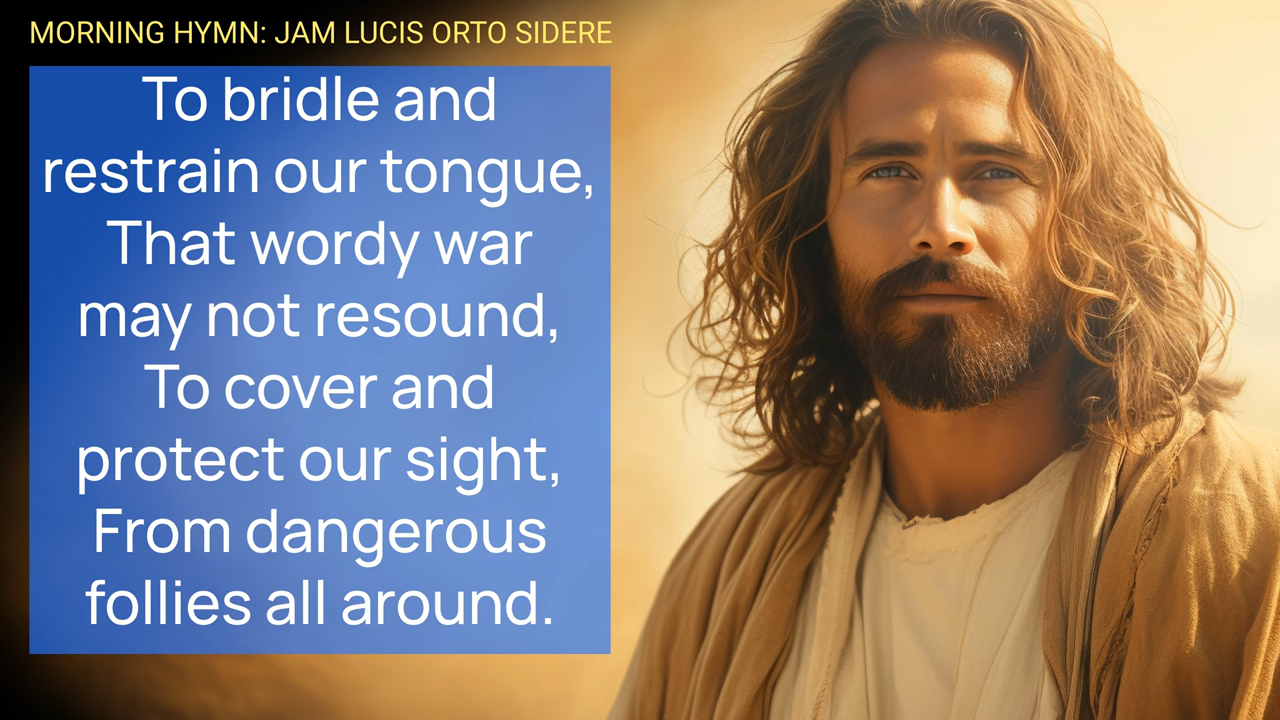 MORNING HYMN: JAM LUCIS ORTO SIDERE
To bridle and
restrain our tongue,
That wordy war
may not resound,
To cover and
protect our sight,
From dangerous
follies all around.